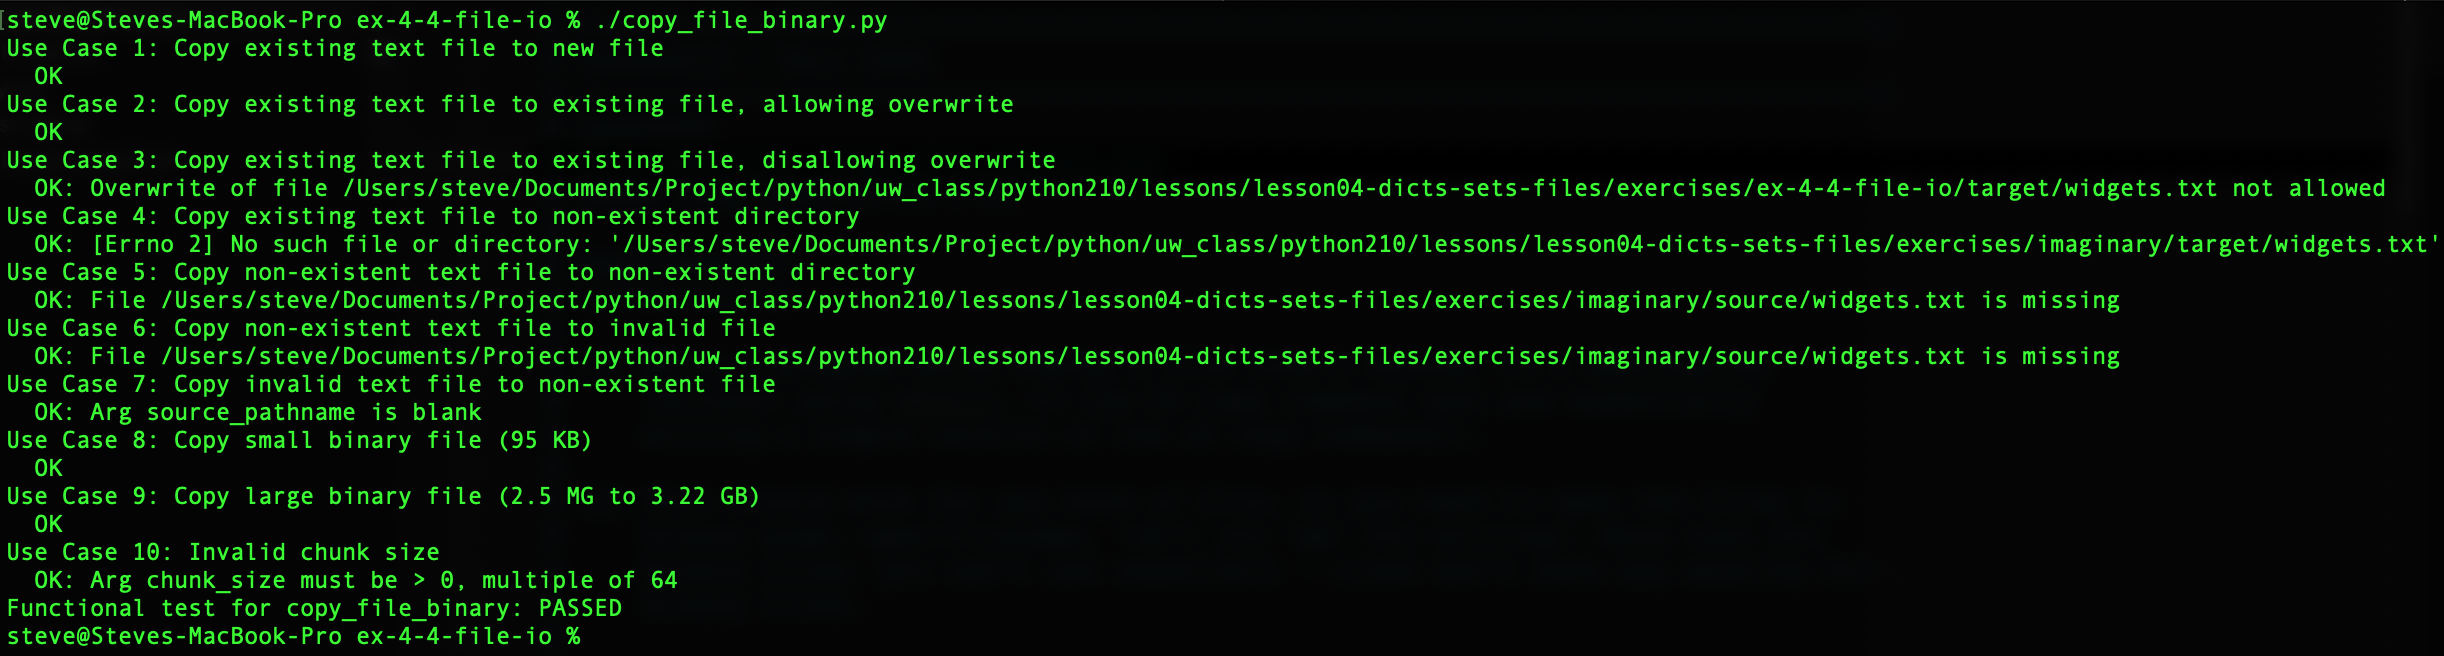 steve@Steves-MacBook-Pro ex-4-4-file-io % ./copy_file_binary.py
Use Case 1: Copy existing text file to new file
  OK
Use Case 2: Copy existing text file to existing file, allowing overwrite
  OK
Use Case 3: Copy existing text file to existing file, disallowing overwrite
  OK: Overwrite of file /Users/steve/Documents/Project/python/uw_class/python210/lessons/lesson04-dicts-sets-files/exercises/ex-4-4-file-io/target/widgets.txt not allowed
Use Case 4: Copy existing text file to non-existent directory
  OK: [Errno 2] No such file or directory: '/Users/steve/Documents/Project/python/uw_class/python210/lessons/lesson04-dicts-sets-files/exercises/imaginary/target/widgets.txt'
Use Case 5: Copy non-existent text file to non-existent directory
  OK: File /Users/steve/Documents/Project/python/uw_class/python210/lessons/lesson04-dicts-sets-files/exercises/imaginary/source/widgets.txt is missing
Use Case 6: Copy non-existent text file to invalid file
  OK: File /Users/steve/Documents/Project/python/uw_class/python210/lessons/lesson04-dicts-sets-files/exercises/imaginary/source/widgets.txt is missing
Use Case 7: Copy invalid text file to non-existent file
  OK: Arg source_pathname is blank
Use Case 8: Copy small binary file (95 KB)
  OK
Use Case 9: Copy large binary file (2.5 MG to 3.22 GB)
  OK
Use Case 10: Invalid chunk size
  OK: Arg chunk_size must be > 0, multiple of 64
Functional test for copy_file_binary: PASSED
steve@Steves-MacBook-Pro ex-4-4-file-io %